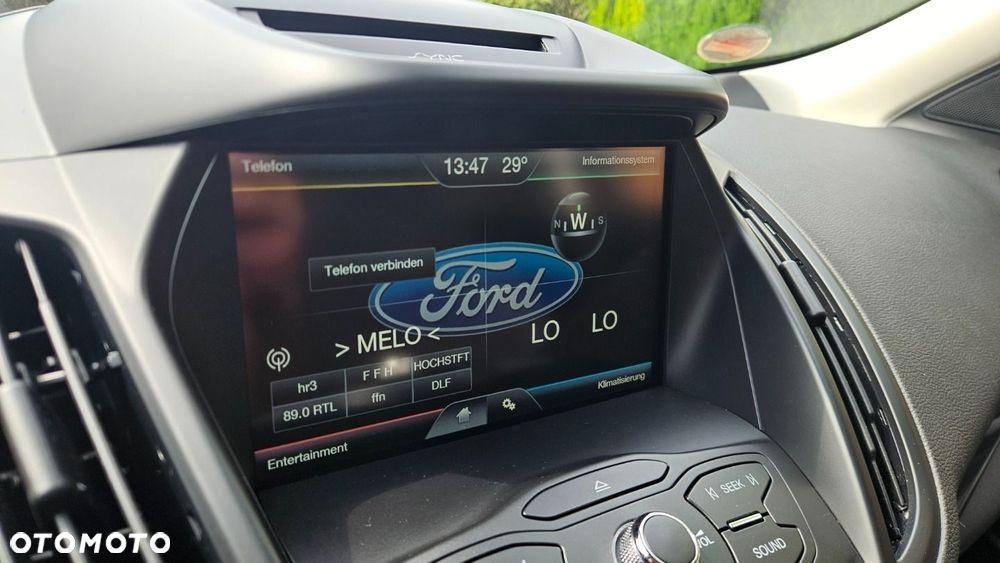 SYNC
Telefon
13:47 29°
Informationssystem
N W S
Telefon verbinden
Ford
> MELO <
LO LO
hr3
F F H
HOCHSTFT
89.0 RTL
ffn
DLF
Klimatisierung
Entertainment
SEEK
VOL
SOUND
OTOMOTO